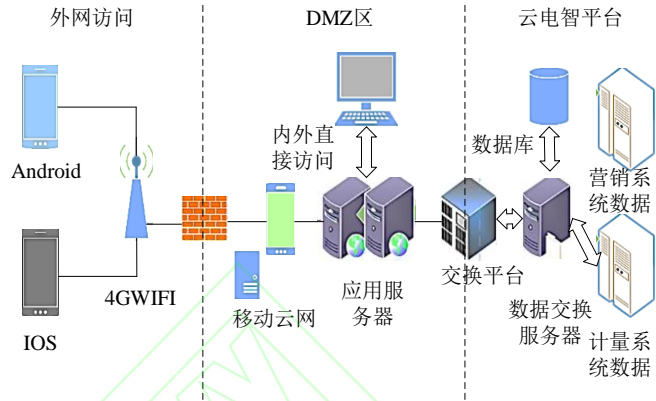 外网访问
DMZ区
云电智平台
Android
IOS
4GWIFI
内外直
接访问
移动云网
应用服
务器
交换平台
数据库
数据交换
服务器
营销系
统数据
计量系
统数据